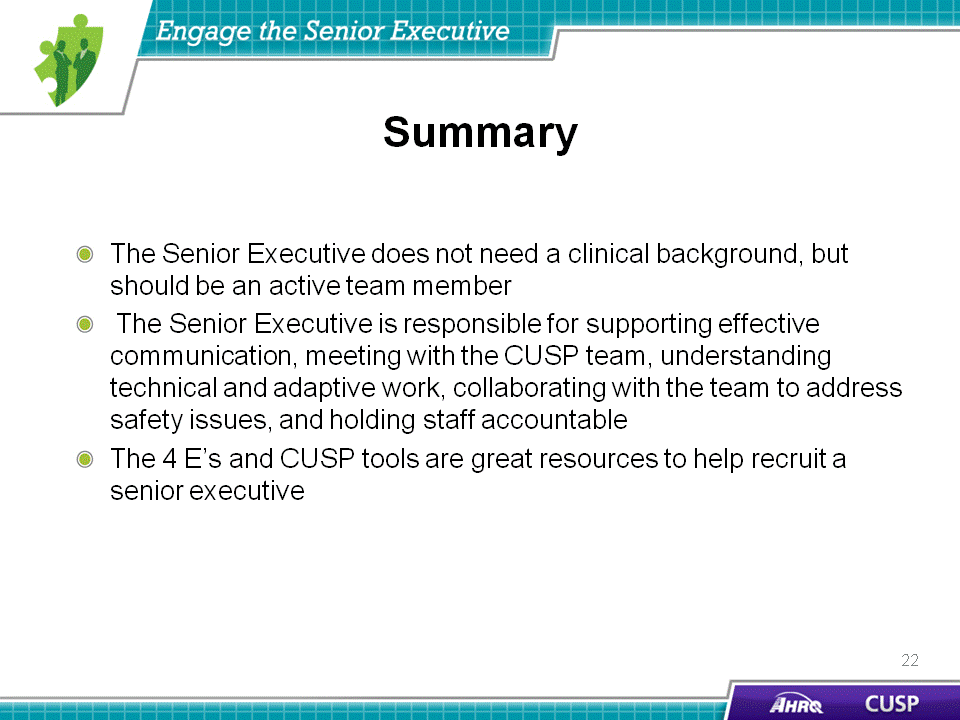 Engage the Senior Executive
Summary
The Senior Executive does not need a clinical background, but
should be an active team member
The Senior Executive is responsible for supporting effective
communication, meeting with the CUSP team, understanding
technical and adaptive work, collaborating with the team to address
safety issues, and holding staff accountable
The 4 E's and CUSP tools are great resources to help recruit a
senior executive
22
AHRQ CUSP